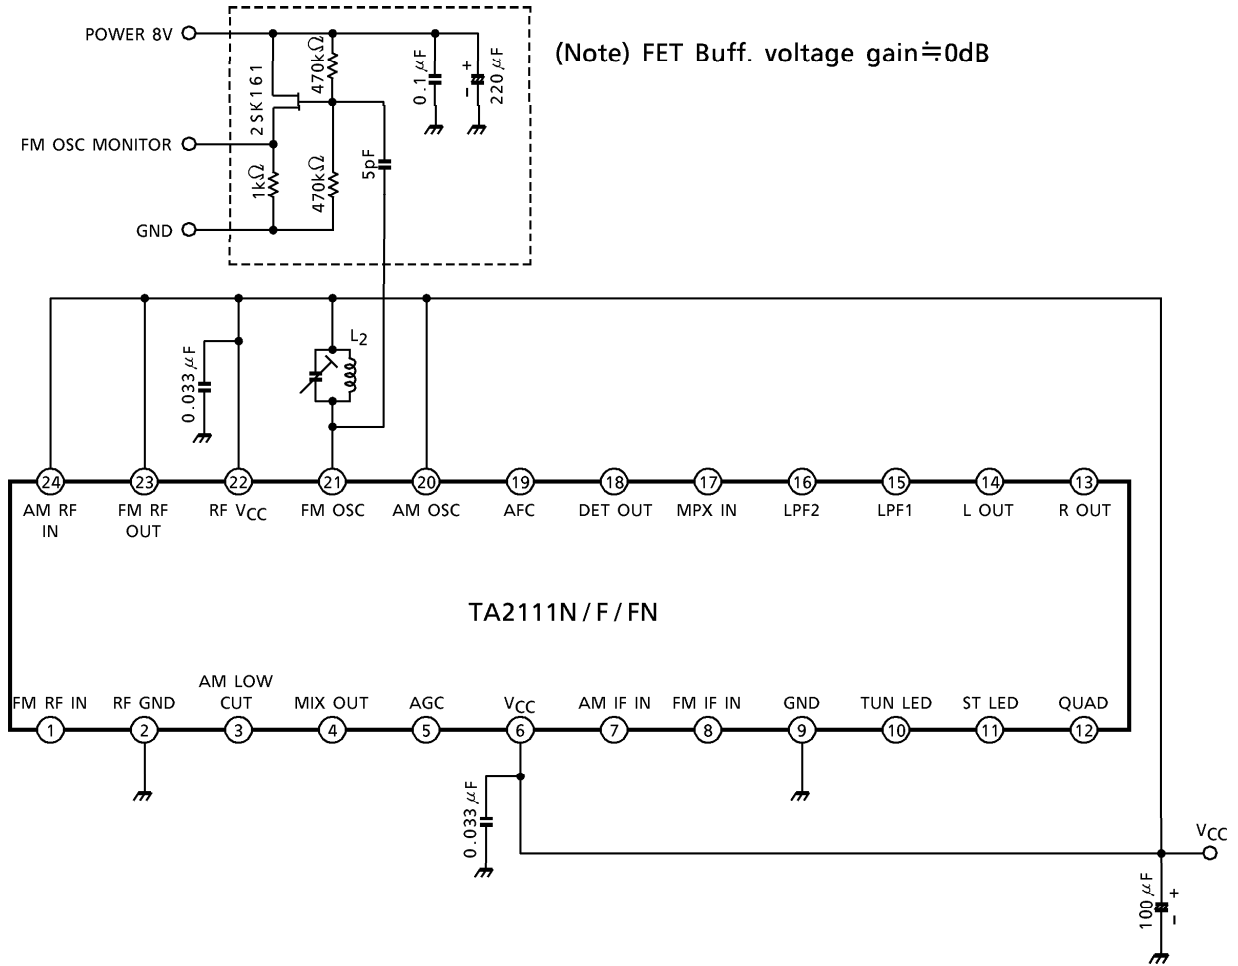 POWER 8V
470kΩ
0.1μF
+
-
220μF
(Note) FET Buff. voltage gain≒0dB
2SK161
FM OSC MONITOR
1kΩ
470kΩ
5pF
GND
0.033μF
L2
24
23
22
21
20
19
18
17
16
15
14
13
AM RF IN
FM RF OUT
RF VCC
FM OSC
AM OSC
AFC
DET OUT
MPX IN
LPF2
LPF1
L OUT
R OUT
TA2111N/F/FN
FM RF IN
RF GND
AM LOW CUT
MIX OUT
AGC
VCC
AM IF IN
FM IF IN
GND
TUN LED
ST LED
QUAD
1
2
3
4
5
6
7
8
9
10
11
12
0.033μF
VCC
100μF
+
-